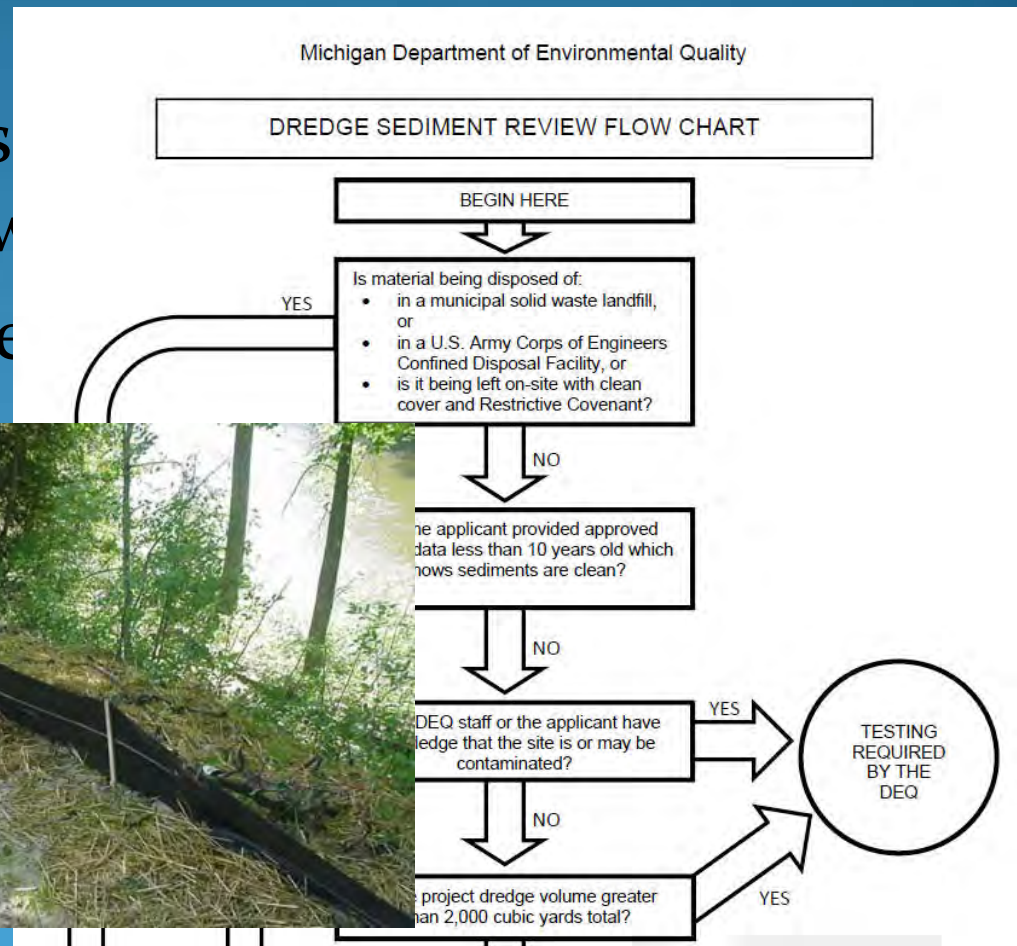 Michigan Department of Environmental Quality
DREDGE SEDIMENT REVIEW FLOW CHART
BEGIN HERE
Is material being disposed of:
• in a municipal solid waste landfill,
or
• in a U.S. Army Corps of Engineers
Confined Disposal Facility, or
• is it being left on-site with clean
cover and Restrictive Covenant?
YES
NO
applicant provided approved
data less than 10 years old which
sediments are clean?
NO
DEQ staff or the applicant have
that the site is or may be
contaminated?
YES
TESTING
REQUIRED
BY THE
DEQ
NO
project dredge volume greater
2,000 cubic yards total?
YES